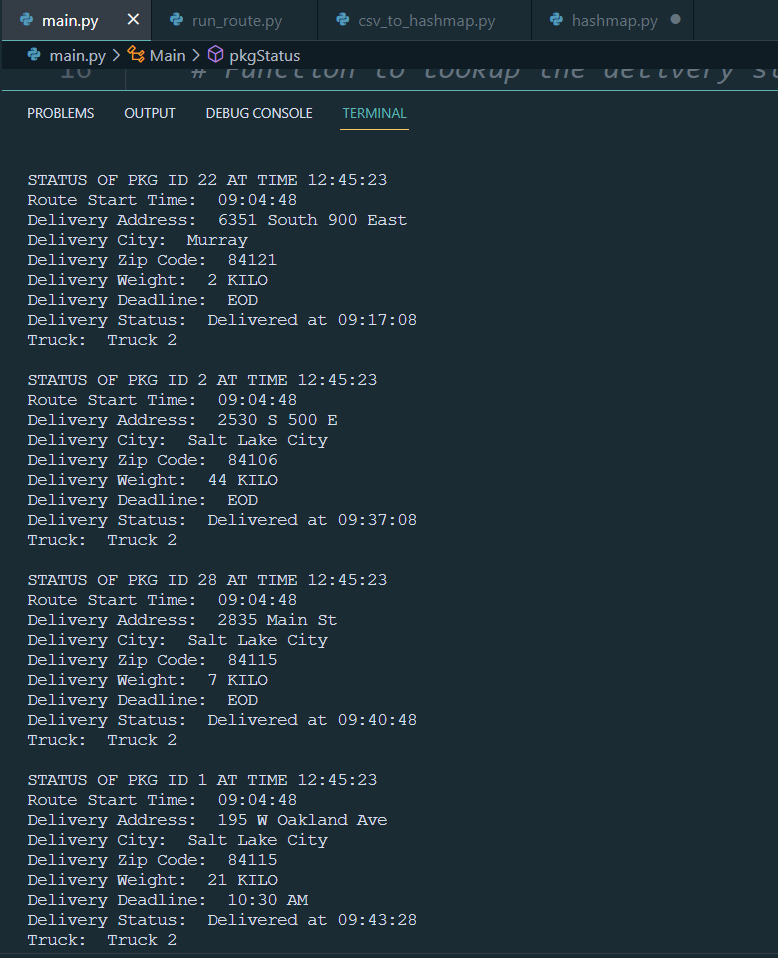 main.py
run_route.py
csv_to_hashmap.py
hashmap.py
main.py > Main > pkgStatus
16 # Function to lookup the delivery
PROBLEMS OUTPUT DEBUG CONSOLE TERMINAL
STATUS OF PKG ID 22 AT TIME 12:45:23
Route Start Time:  09:04:48
Delivery Address:  6351 South 900 East
Delivery City:  Murray
Delivery Zip Code:  84121
Delivery Weight:  2 KILO
Delivery Deadline:  EOD
Delivery Status:  Delivered at 09:17:08
Truck:  Truck 2
STATUS OF PKG ID 2 AT TIME 12:45:23
Route Start Time:  09:04:48
Delivery Address:  2530 S 500 E
Delivery City:  Salt Lake City
Delivery Zip Code:  84106
Delivery Weight:  44 KILO
Delivery Deadline:  EOD
Delivery Status:  Delivered at 09:37:08
Truck:  Truck 2
STATUS OF PKG ID 28 AT TIME 12:45:23
Route Start Time:  09:04:48
Delivery Address:  2835 Main St
Delivery City:  Salt Lake City
Delivery Zip Code:  84115
Delivery Weight:  7 KILO
Delivery Deadline:  EOD
Delivery Status:  Delivered at 09:40:48
Truck:  Truck 2
STATUS OF PKG ID 1 AT TIME 12:45:23
Route Start Time:  09:04:48
Delivery Address:  195 W Oakland Ave
Delivery City:  Salt Lake City
Delivery Zip Code:  84115
Delivery Weight:  21 KILO
Delivery Deadline:  10:30 AM
Delivery Status:  Delivered at 09:43:28
Truck:  Truck 2